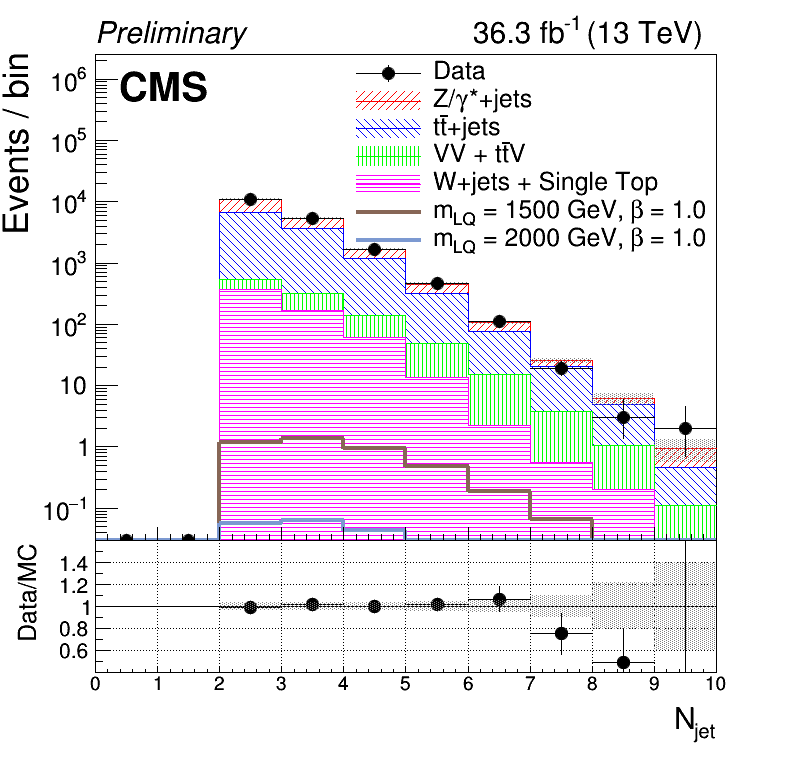 Preliminary 36.3 fb⁻¹ (13 TeV)
CMS
Events / bin
10⁶
10⁵
10⁴
10³
10²
10
1
10⁻¹
Data
Z/γ*+jets
tt̄+jets
VV + tt̄V
W+jets + Single Top
m_LQ = 1500 GeV, β = 1.0
m_LQ = 2000 GeV, β = 1.0
Data/MC
1.4
1.2
1
0.8
0.6
0 1 2 3 4 5 6 7 8 9 10
N_jet